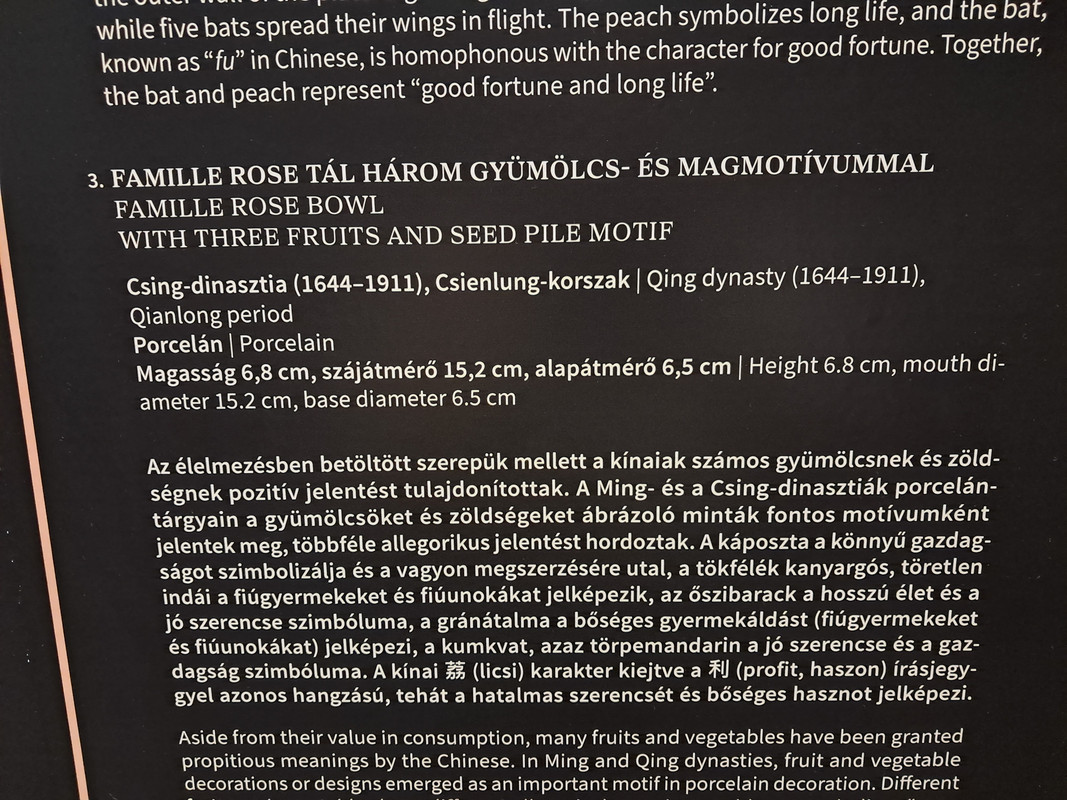 while five bats spread their wings in flight. The peach symbolizes long life, and the bat,
known as “fu” in Chinese, is homophonous with the character for good fortune. Together,
the bat and peach represent “good fortune and long life”.
3. FAMILLE ROSE TÁL HÁROM GYÜMÖLCS- ÉS MAGMOTÍVUMMAL
FAMILLE ROSE BOWL
WITH THREE FRUITS AND SEED PILE MOTIF
Csing-dinasztia (1644–1911), Csienlung-korszak | Qing dynasty (1644–1911),
Qianlong period
Porcelán | Porcelain
Magasság 6,8 cm, szájátmérő 15,2 cm, alapátmérő 6,5 cm | Height 6.8 cm, mouth di-
ameter 15.2 cm, base diameter 6.5 cm
Az élelmezésben betöltött szerepük mellett a kínaiak számos gyümölcsnek és zöld-
ségnek pozitív jelentést tulajdonítottak. A Ming- és a Csing-dinasztiák porcelán-
tárgyain a gyümölcsöket és zöldségeket ábrázoló minták fontos motívumként
jelentek meg, többféle allegorikus jelentést hordoztak. A káposzta a könnyű gazdag-
ságot szimbolizálja és a vagyon megszerzésére utal, a tökfélék kanyargós, töretlen
indái a fiúgyermekeket és fiúunokákat jelképezik, az őszibarack a hosszú élet és a
jó szerencse szimbóluma, a gránátalma a bőséges gyermekáldást (fiúgyermekeket
és fiúunokákat) jelképezi, a kumkvat, azaz törpemandarin a jó szerencse és a gaz-
dagság szimbóluma. A kínai 荔 (licsi) karakter kiejtve a 利 (profit, haszon) írásjegy-
gyel azonos hangzású, tehát a hatalmas szerencsét és bőséges hasznot jelképezi.
Aside from their value in consumption, many fruits and vegetables have been granted
propitious meanings by the Chinese. In Ming and Qing dynasties, fruit and vegetable
decorations or designs emerged as an important motif in porcelain decoration. Different